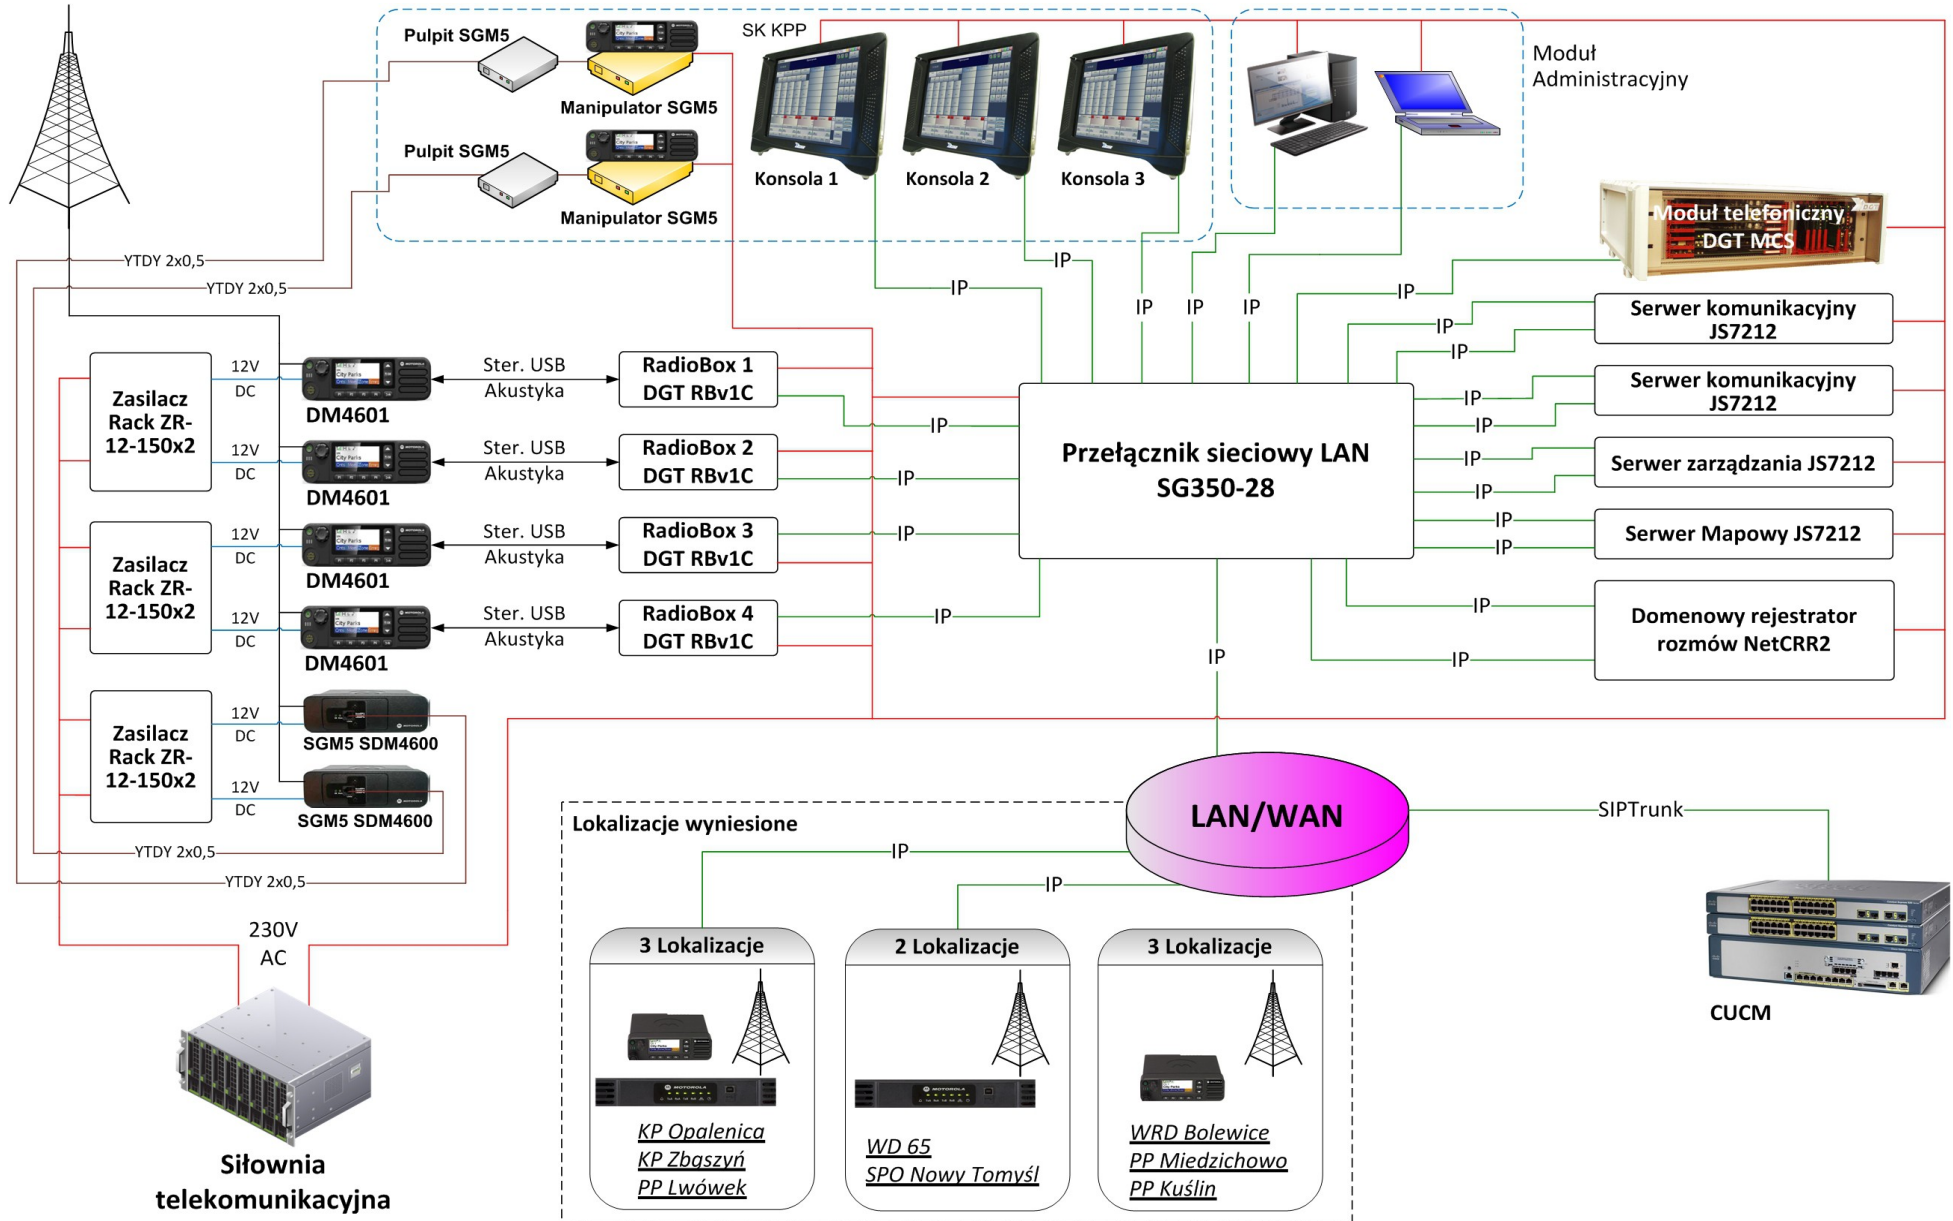 Pulpit SGM5
Manipulator SGM5
Pulpit SGM5
Manipulator SGM5
SK KPP
Konsola 1
Konsola 2
Konsola 3
Moduł
Administracyjny
Moduł telefoniczny
DGT MCS
YTDY 2x0,5
YTDY 2x0,5
IP
IP
IP
IP
IP
IP
IP
IP
Serwer komunikacyjny
JS7212
IP
IP
Serwer komunikacyjny
JS7212
IP
IP
Serwer zarządzania JS7212
IP
IP
Serwer Mapowy JS7212
IP
IP
Domenowy rejestrator
rozmów NetCRR2
Zasilacz
Rack ZR-
12-150x2
12V
DC
DM4601
Ster. USB
Akustyka
RadioBox 1
DGT RBv1C
IP
12V
DC
DM4601
Ster. USB
Akustyka
RadioBox 2
DGT RBv1C
IP
Przełącznik sieciowy LAN
SG350-28
Zasilacz
Rack ZR-
12-150x2
12V
DC
DM4601
Ster. USB
Akustyka
RadioBox 3
DGT RBv1C
IP
12V
DC
DM4601
Ster. USB
Akustyka
RadioBox 4
DGT RBv1C
IP
IP
Zasilacz
Rack ZR-
12-150x2
12V
DC
SGM5 SDM4600
12V
DC
SGM5 SDM4600
YTDY 2x0,5
YTDY 2x0,5
230V
AC
Siłownia
telekomunikacyjna
LAN/WAN
SIPTrunk
CUCM
Lokalizacje wyniesione
IP
IP
3 Lokalizacje
MOTOROLA
KP Opalenica
KP Zbąszyń
PP Lwówek
2 Lokalizacje
MOTOROLA
WD 65
SPO Nowy Tomyśl
3 Lokalizacje
WRD Bolewice
PP Miedzichowo
PP Kuślin